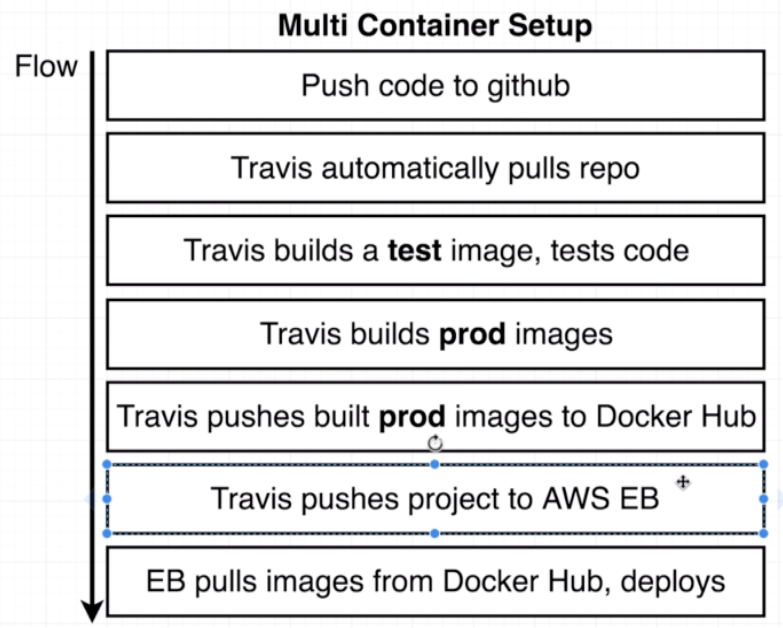 Multi Container Setup
Flow
Push code to github
Travis automatically pulls repo
Travis builds a test image, tests code
Travis builds prod images
Travis pushes built prod images to Docker Hub
Travis pushes project to AWS EB
EB pulls images from Docker Hub, deploys